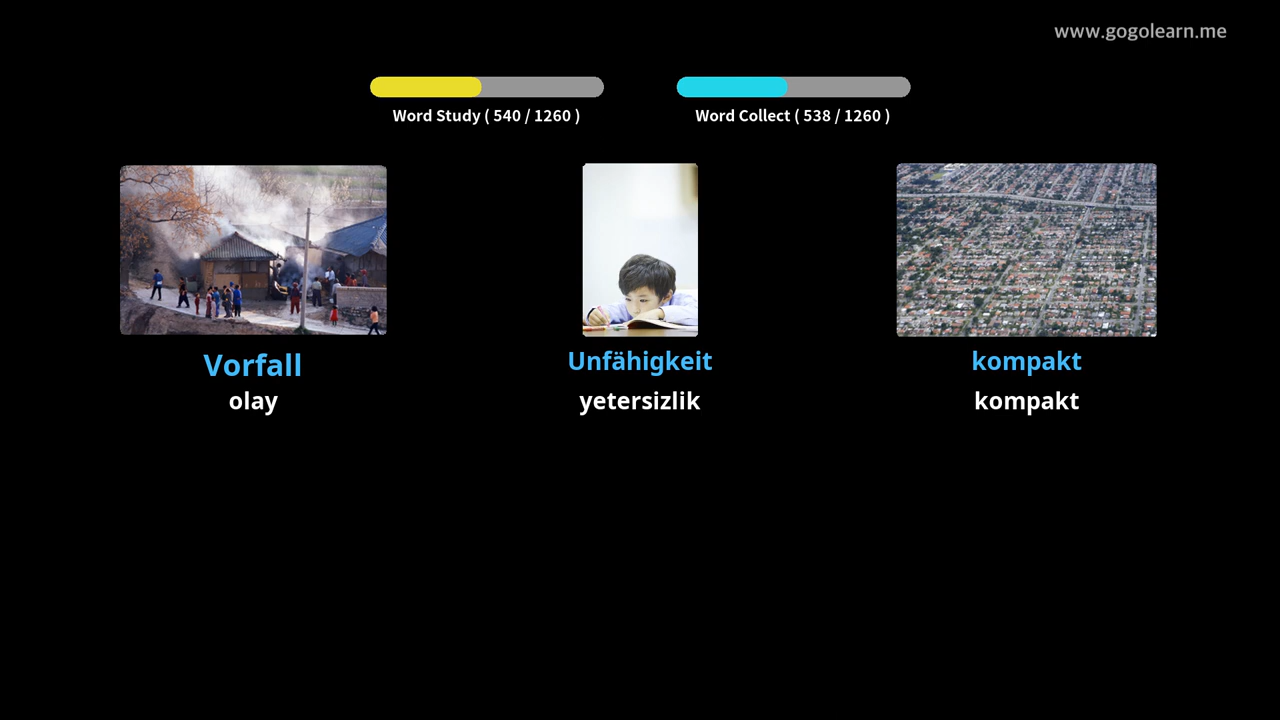 www.gogolearn.me
Word Study ( 540 / 1260 )
Word Collect ( 538 / 1260 )
Vorfall
olay
Unfähigkeit
yetersizlik
kompakt
kompakt